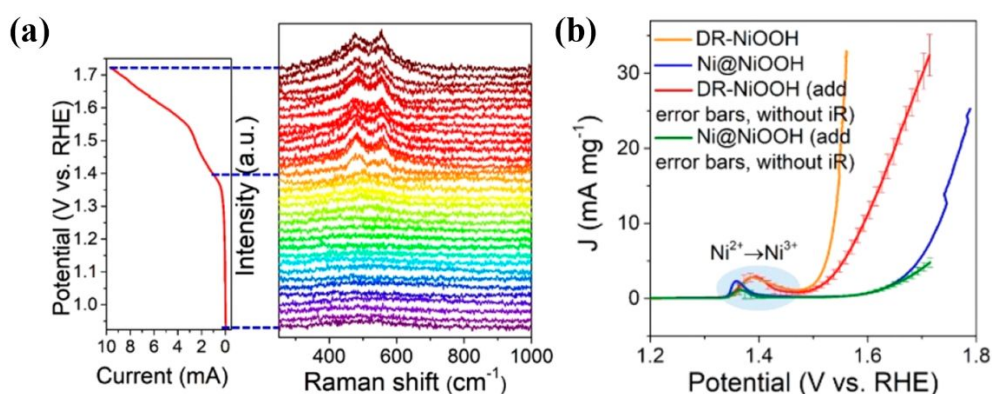 (a)
Potential (V vs. RHE)
1.7
1.6
1.5
1.4
1.3
1.2
1.1
1.0
10 8 6 4 2 0
Current (mA)
Intensity (a.u.)
400 600 800 1000
Raman shift (cm⁻¹)
(b)
J (mA mg⁻¹)
30
20
10
0
DR-NiOOH
Ni@NiOOH
DR-NiOOH (add
error bars, without iR)
Ni@NiOOH (add
error bars, without iR)
Ni²⁺→Ni³⁺
1.2 1.4 1.6 1.8
Potential (V vs. RHE)